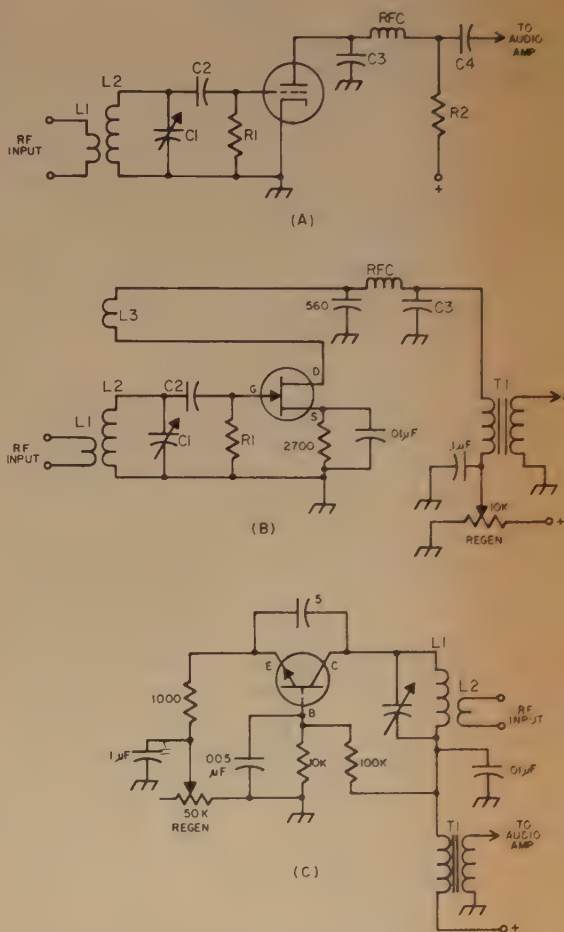 RFC
C3
C4
TO
AUDIO
AMP
R2
+
L1
L2
C2
RF
INPUT
C1
R1
(A)
RFC
560
C3
L3
D
G
S
L1
L2
C2
RF
INPUT
C1
R1
2700
.01µF
T1
.1µF
10K
REGEN
+
(B)
5
E
C
B
L1
L2
RF
INPUT
1000
.1µF
.005
µF
10K
100K
.01µF
50K
REGEN
T1
TO
AUDIO
AMP
+
(C)